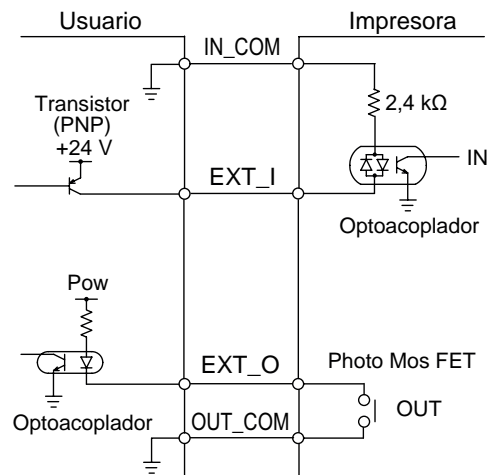 Usuario
Impresora
IN_COM
Transistor
(PNP)
+24 V
2,4 kΩ
IN
EXT_I
Optoacoplador
Pow
EXT_O
Photo Mos FET
Optoacoplador
OUT_COM
OUT